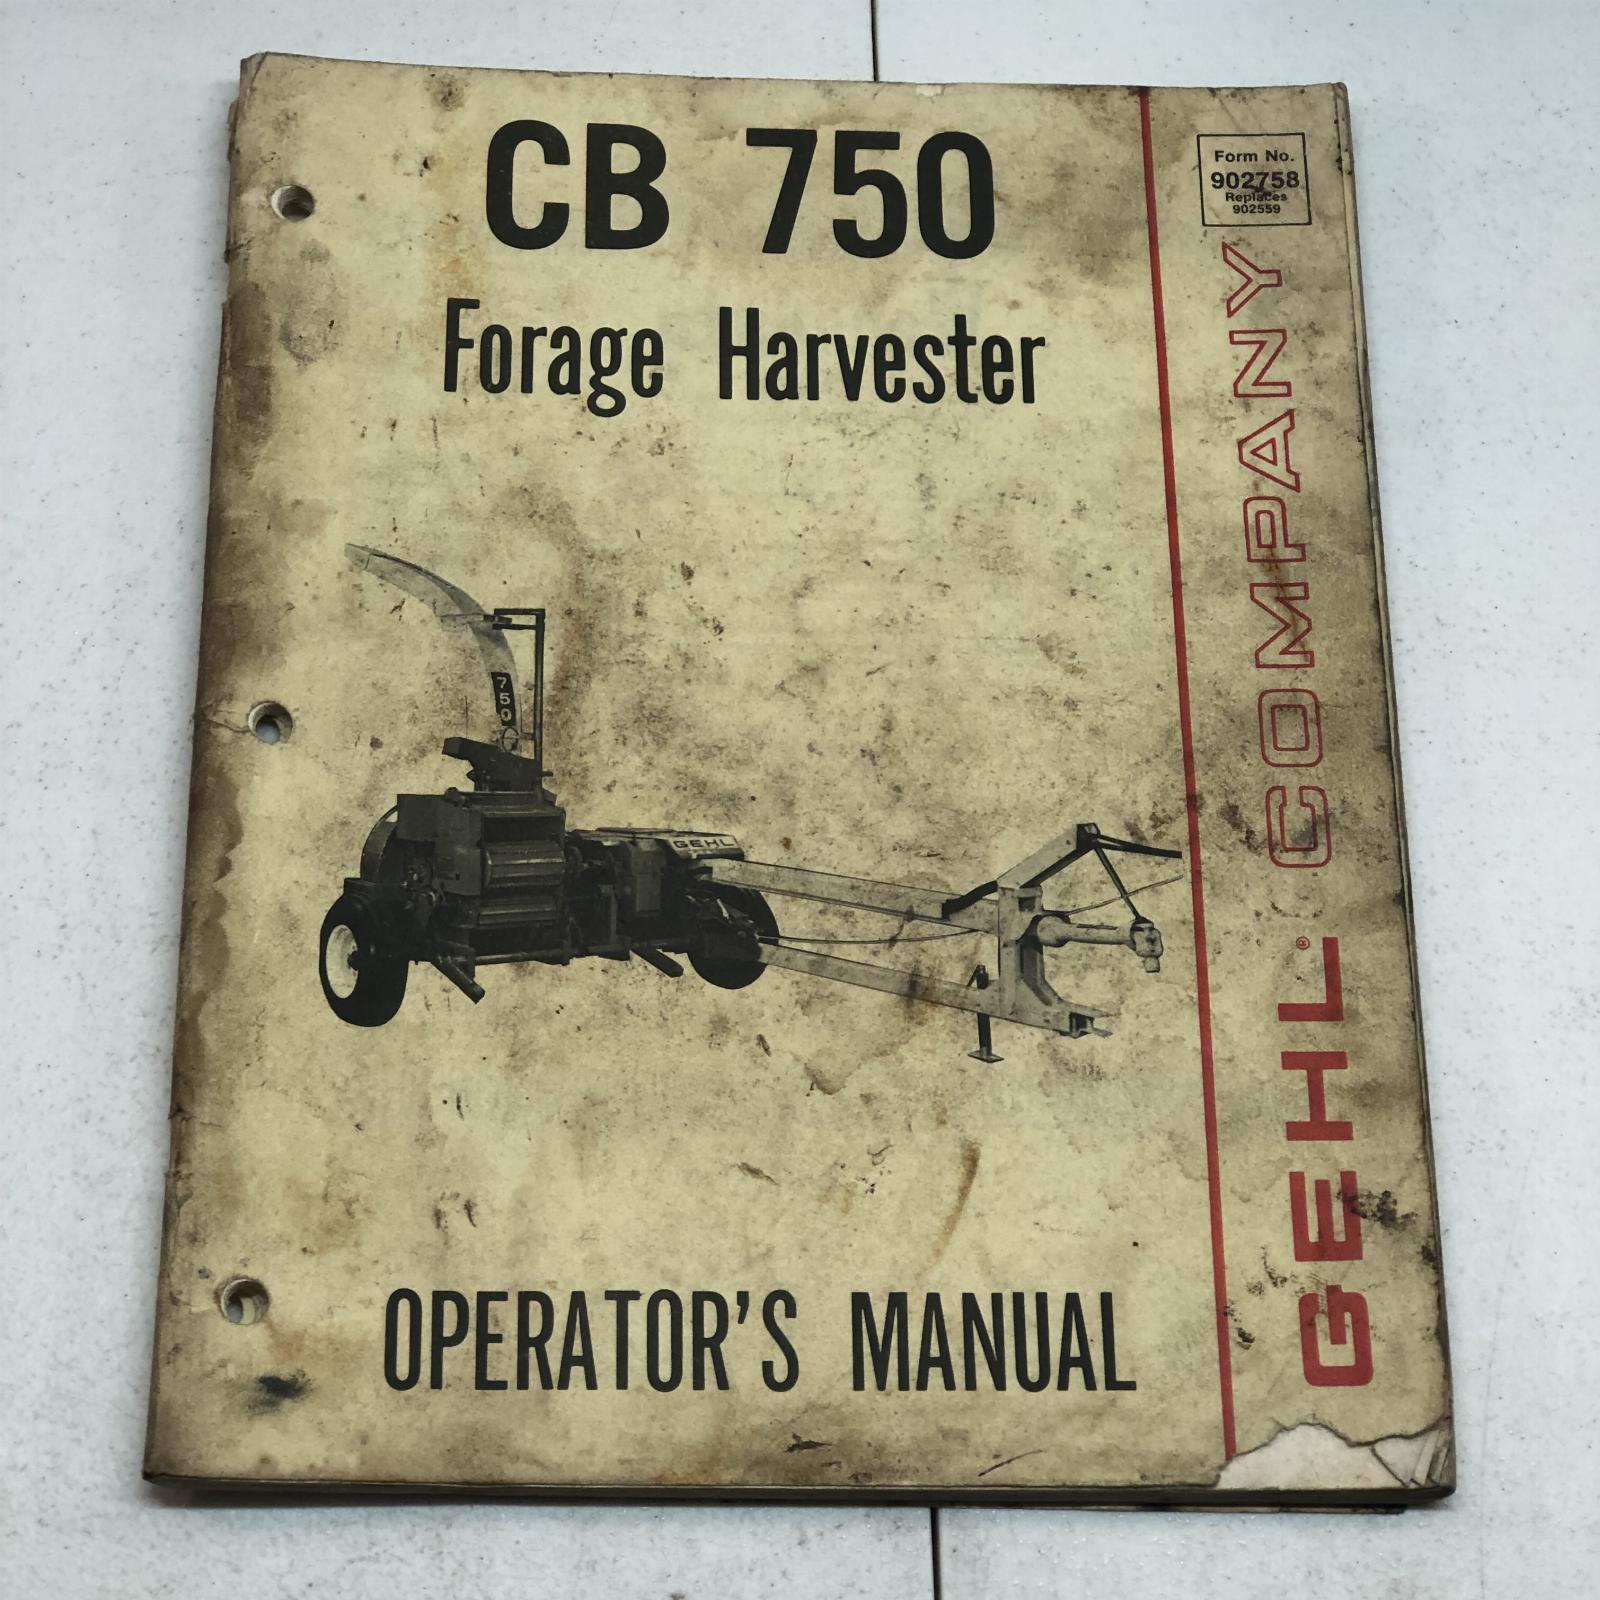 CB 750
Forage Harvester
Form No.
902758
Replaces
902559
GEHL® COMPANY
750
GEHL
OPERATOR'S MANUAL